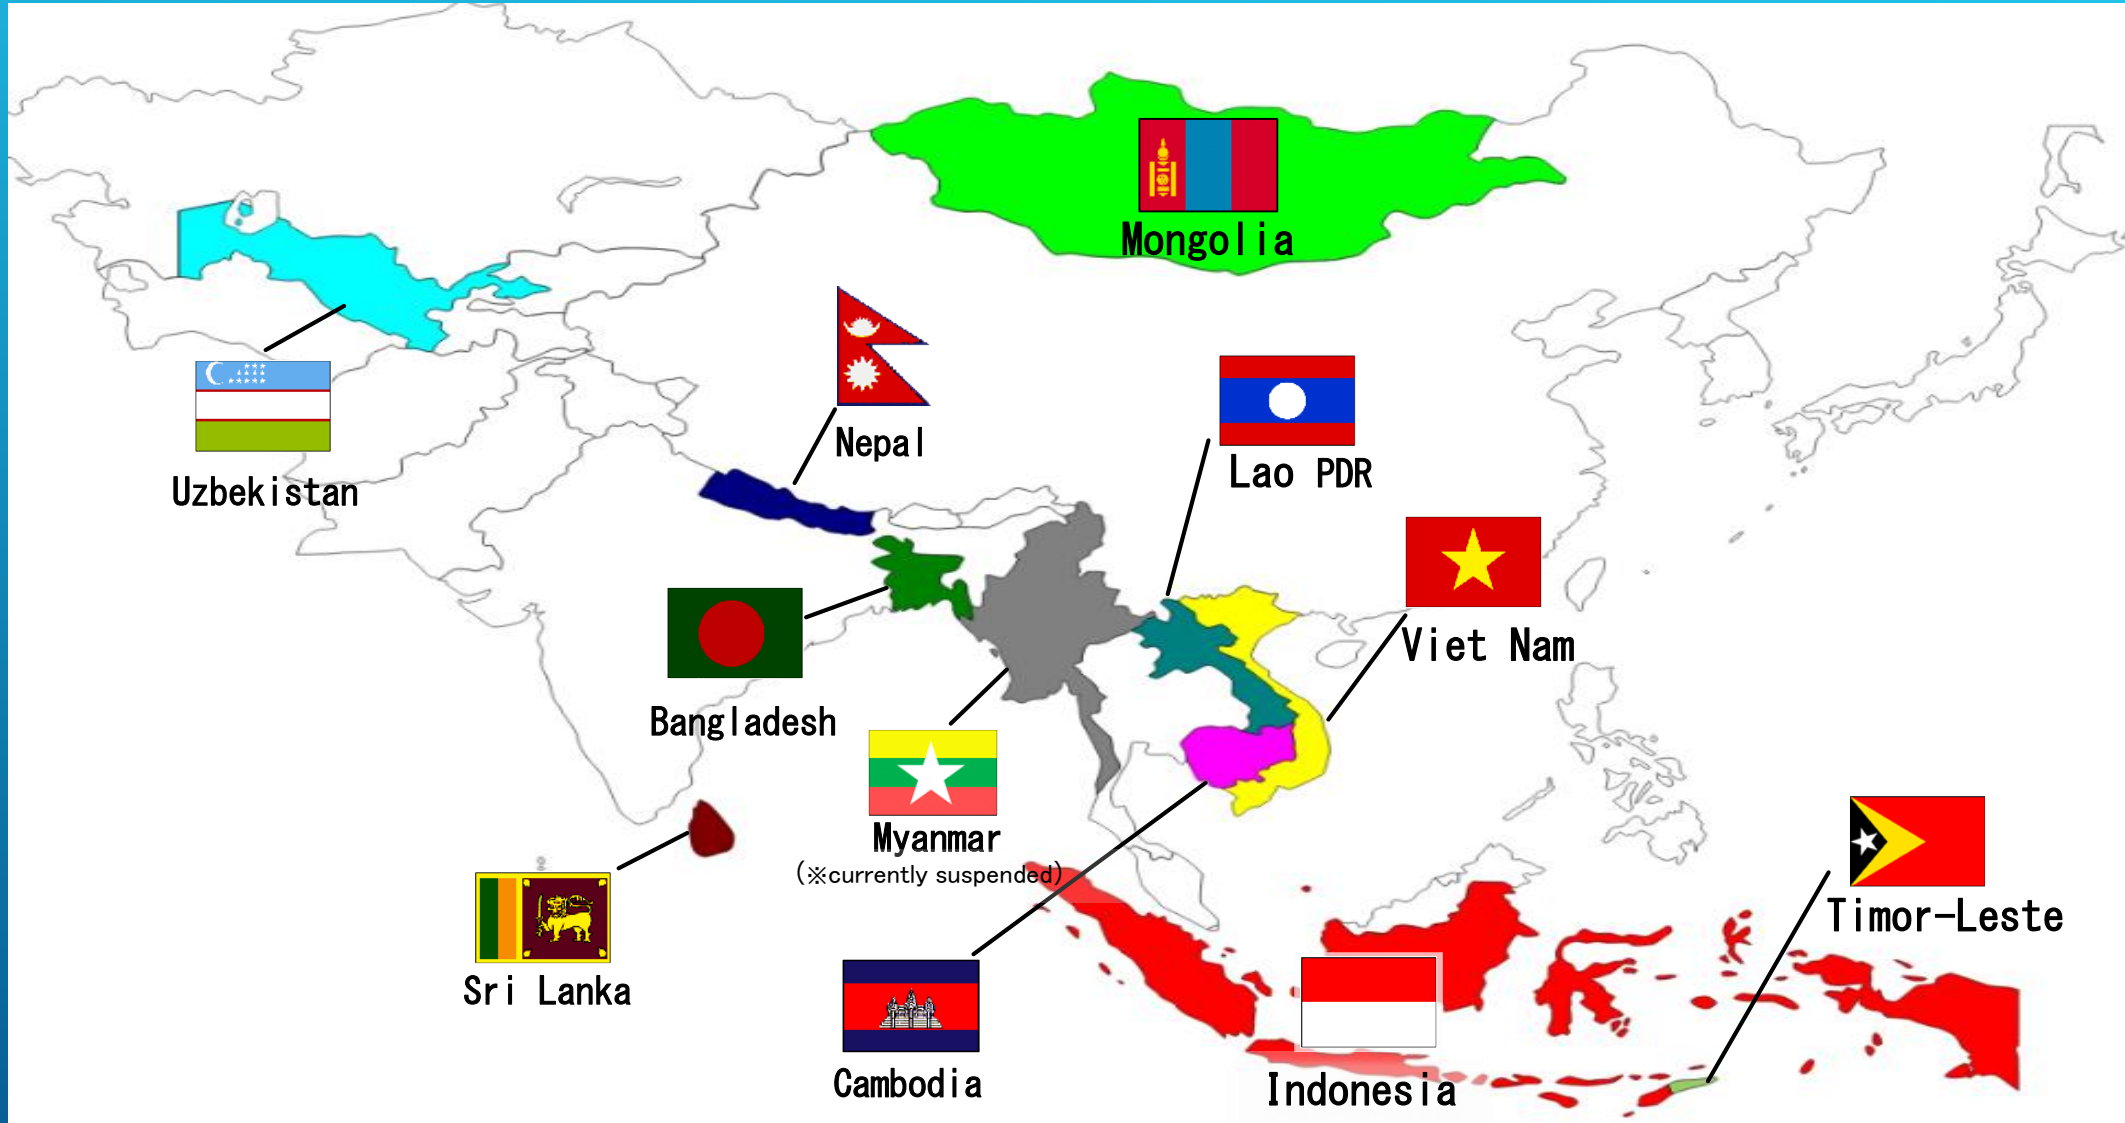 Mongolia
Nepal
Lao PDR
Uzbekistan
Viet Nam
Bangladesh
Myanmar
(※currently suspended)
Timor-Leste
Sri Lanka
Cambodia
Indonesia